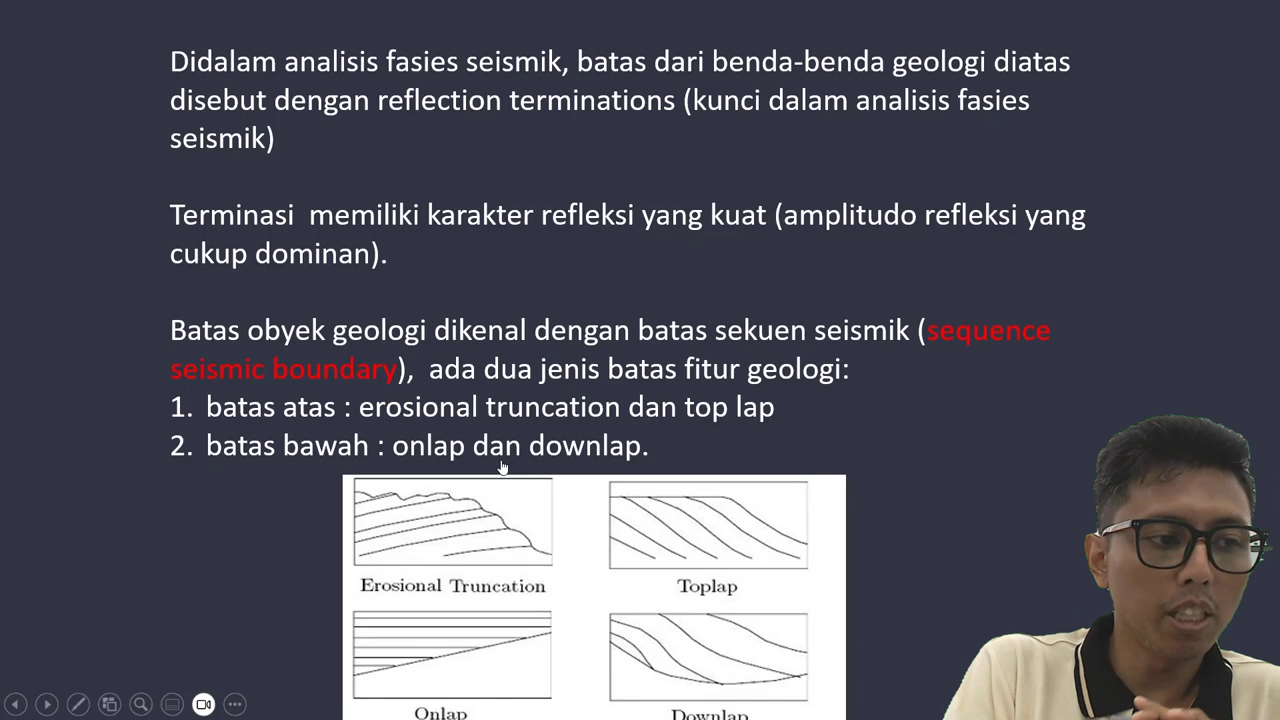 Didalam analisis fasies seismik, batas dari benda-benda geologi diatas
disebut dengan reflection terminations (kunci dalam analisis fasies
seismik)
Terminasi memiliki karakter refleksi yang kuat (amplitudo refleksi yang
cukup dominan).
Batas obyek geologi dikenal dengan batas sekuen seismik (sequence
seismic boundary), ada dua jenis batas fitur geologi:
1. batas atas : erosional truncation dan top lap
2. batas bawah : onlap dan downlap.
Erosional Truncation
Toplap
Onlap
Downlap